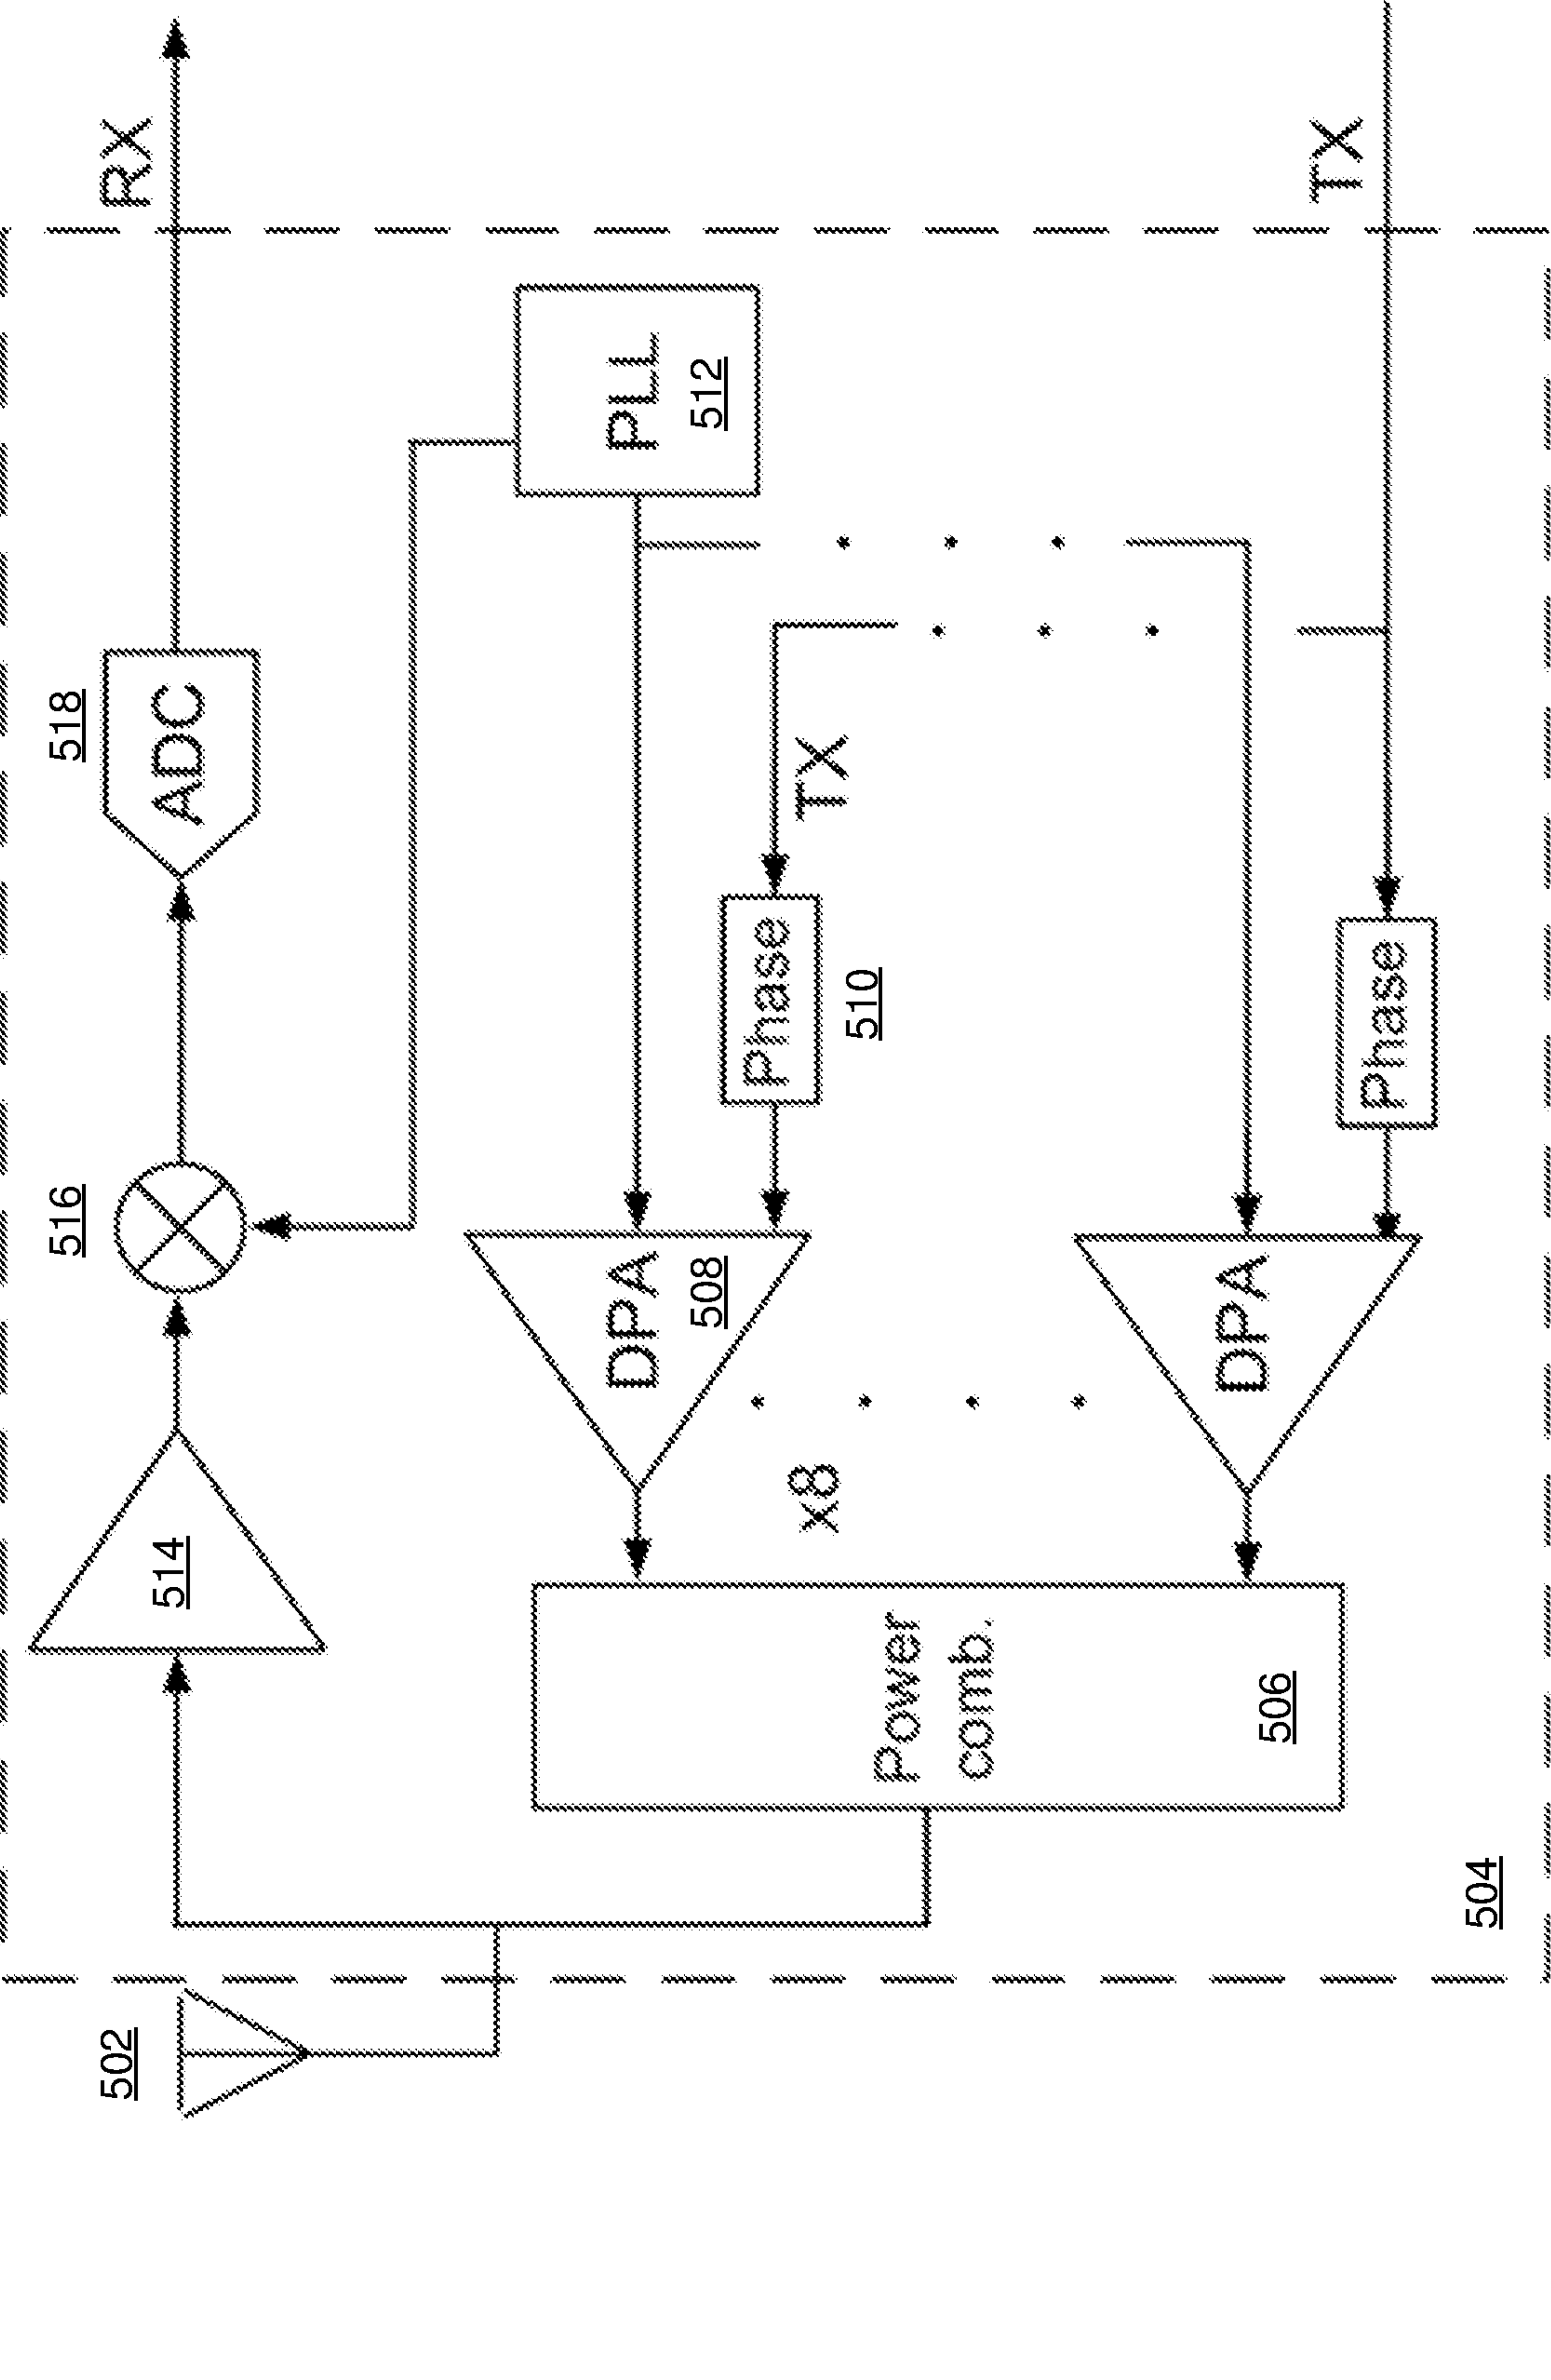 516
518
502
RX
514
ADC
DPA
508
PLL
512
Phase
510
TX
x8
Power
comb.
506
DPA
Phase
TX
504